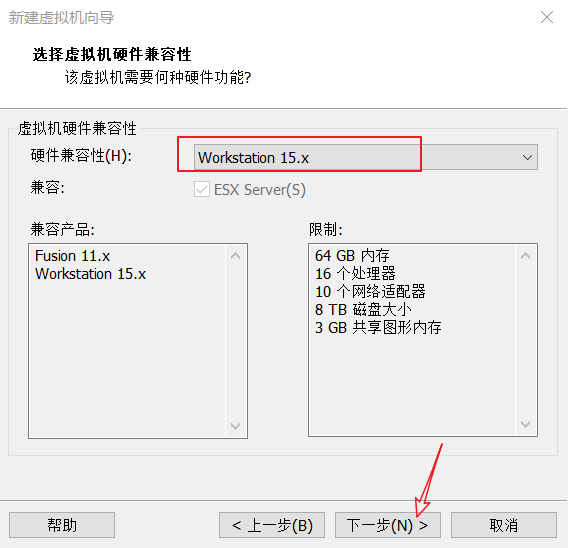 新建虚拟机向导
选择虚拟机硬件兼容性
该虚拟机需要何种硬件功能?
虚拟机硬件兼容性
硬件兼容性(H): Workstation 15.x
兼容: ESX Server(S)
兼容产品:
Fusion 11.x
Workstation 15.x
限制:
64 GB 内存
16 个处理器
10 个网络适配器
8 TB 磁盘大小
3 GB 共享图形内存
帮助 < 上一步(B) 下一步(N) > 取消